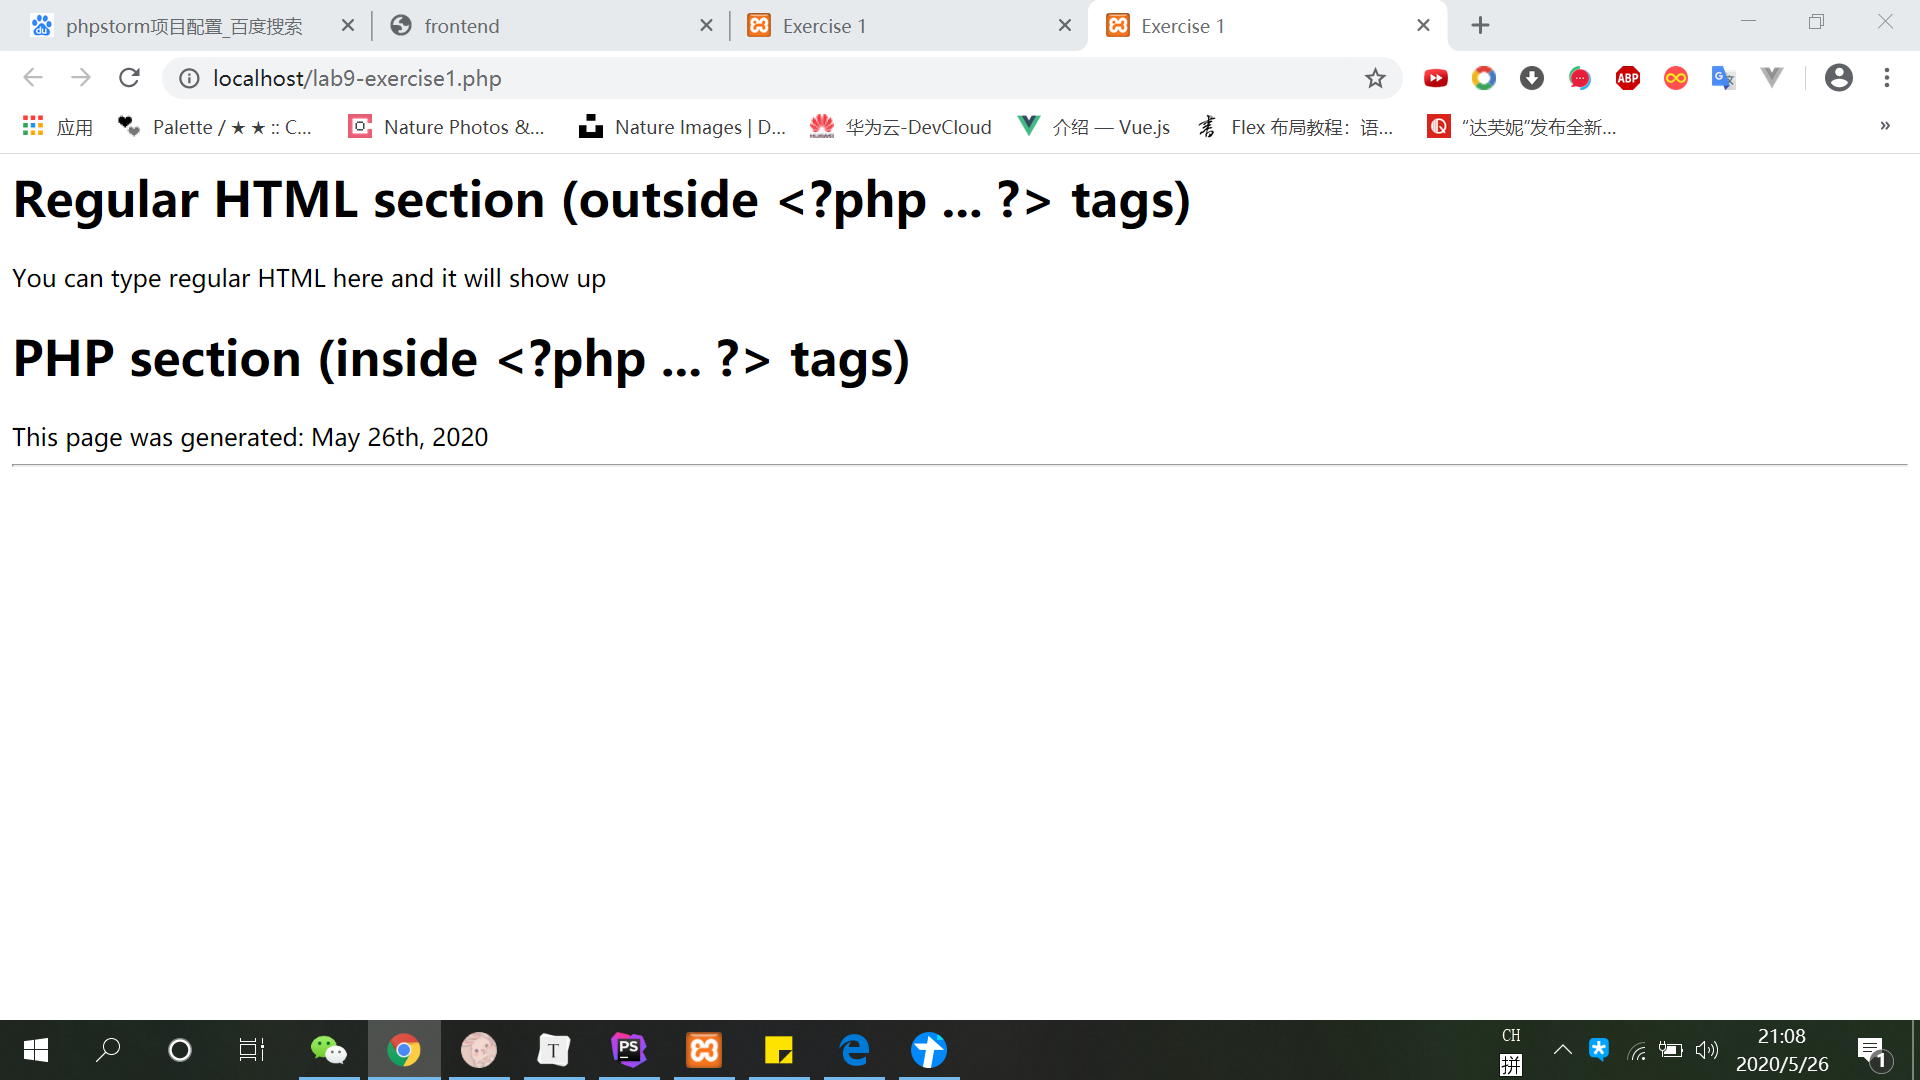 phpstorm项目配置_百度搜索
frontend
Exercise 1
Exercise 1
localhost/lab9-exercise1.php
ABP
应用
Palette / ★ ★ :: C...
Nature Photos &...
Nature Images | D...
华为云-DevCloud
介绍 — Vue.js
Flex 布局教程：语...
“达芙妮”发布全新...
»
Regular HTML section (outside <?php ... ?> tags)
You can type regular HTML here and it will show up
PHP section (inside <?php ... ?> tags)
This page was generated: May 26th, 2020
T
PS
CH
拼
21:08
2020/5/26
1